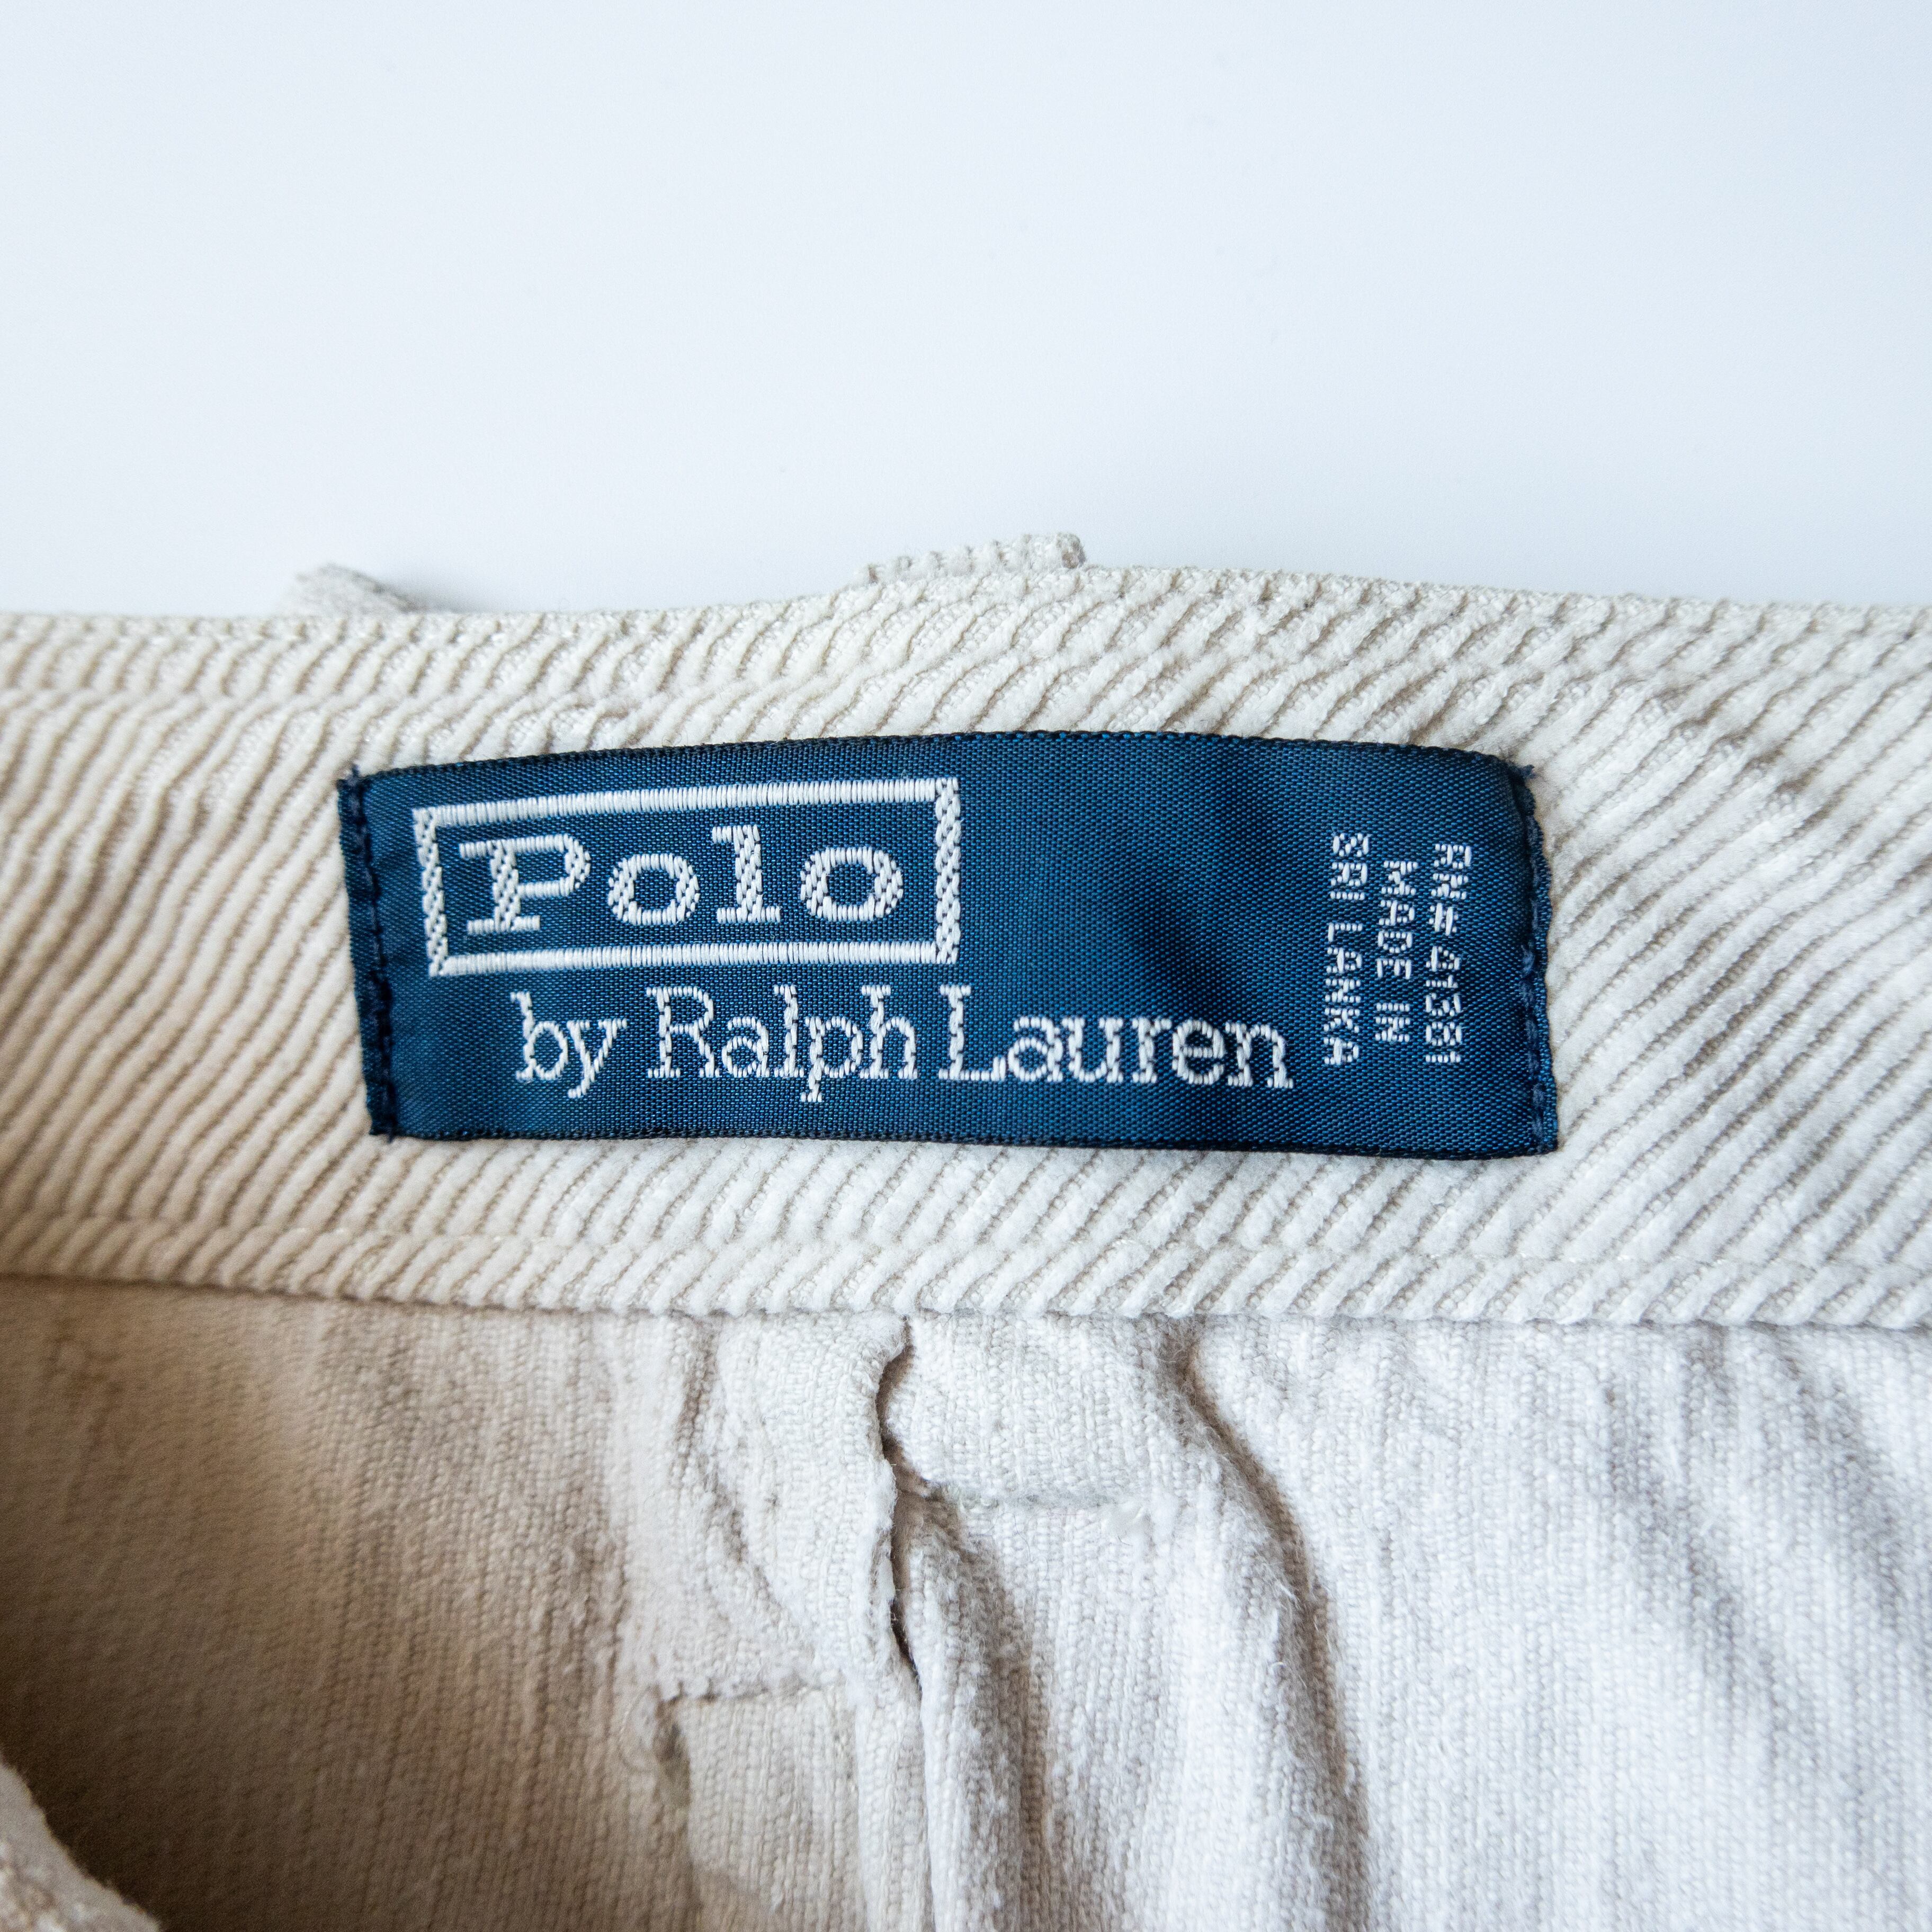 Polo
by Ralph Lauren
RN# 41381
MADE IN
SRI LANKA